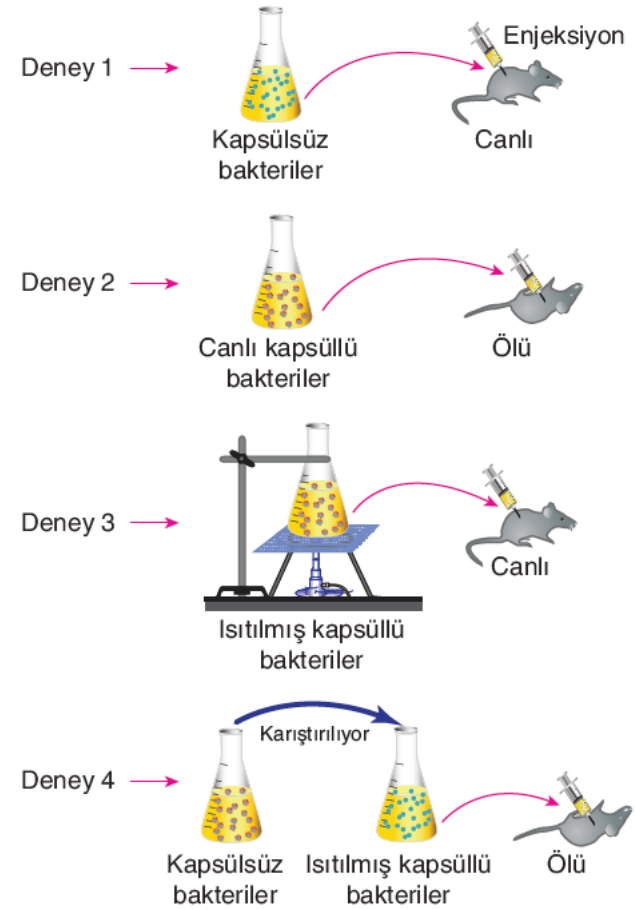 Deney 1
Enjeksiyon
Kapsülsüz
bakteriler
Canlı
Deney 2
Canlı kapsüllü
bakteriler
Ölü
Deney 3
Canlı
Isıtılmış kapsüllü
bakteriler
Karıştırılıyor
Deney 4
Kapsülsüz
bakteriler
Isıtılmış kapsüllü
bakteriler
Ölü